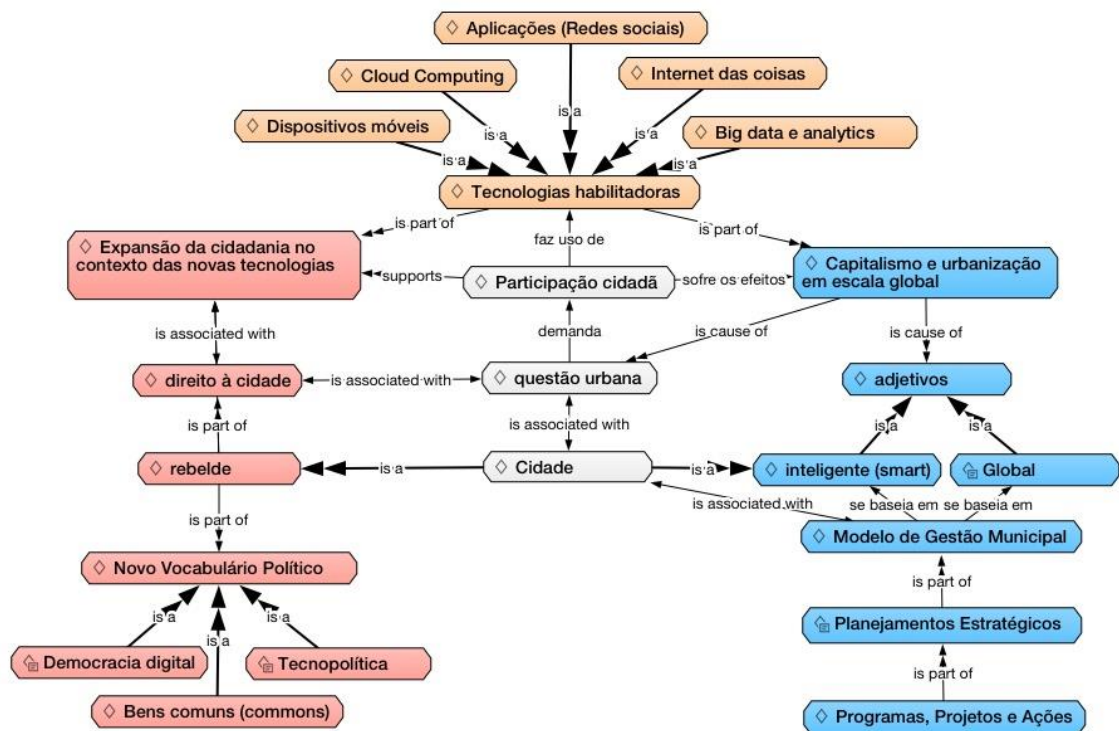 Aplicações (Redes sociais)
Cloud Computing
Internet das coisas
is a
Dispositivos móveis
is a
is a
Big data e analytics
is a
is a
Tecnologias habilitadoras
is part of
faz uso de
is part of
Expansão da cidadania no
contexto das novas tecnologias
supports
Participação cidadã
sofre os efeitos
Capitalismo e urbanização
em escala global
is associated with
demanda
is cause of
is cause of
direito à cidade
is associated with
questão urbana
adjetivos
is part of
is associated with
is a
is a
rebelde
is a
Cidade
is a
inteligente (smart)
Global
is associated with
se baseia em
se baseia em
is part of
Modelo de Gestão Municipal
Novo Vocabulário Político
is part of
is a
is a
is a
Planejamentos Estratégicos
Democracia digital
Tecnopolítica
is part of
Bens comuns (commons)
Programas, Projetos e Ações